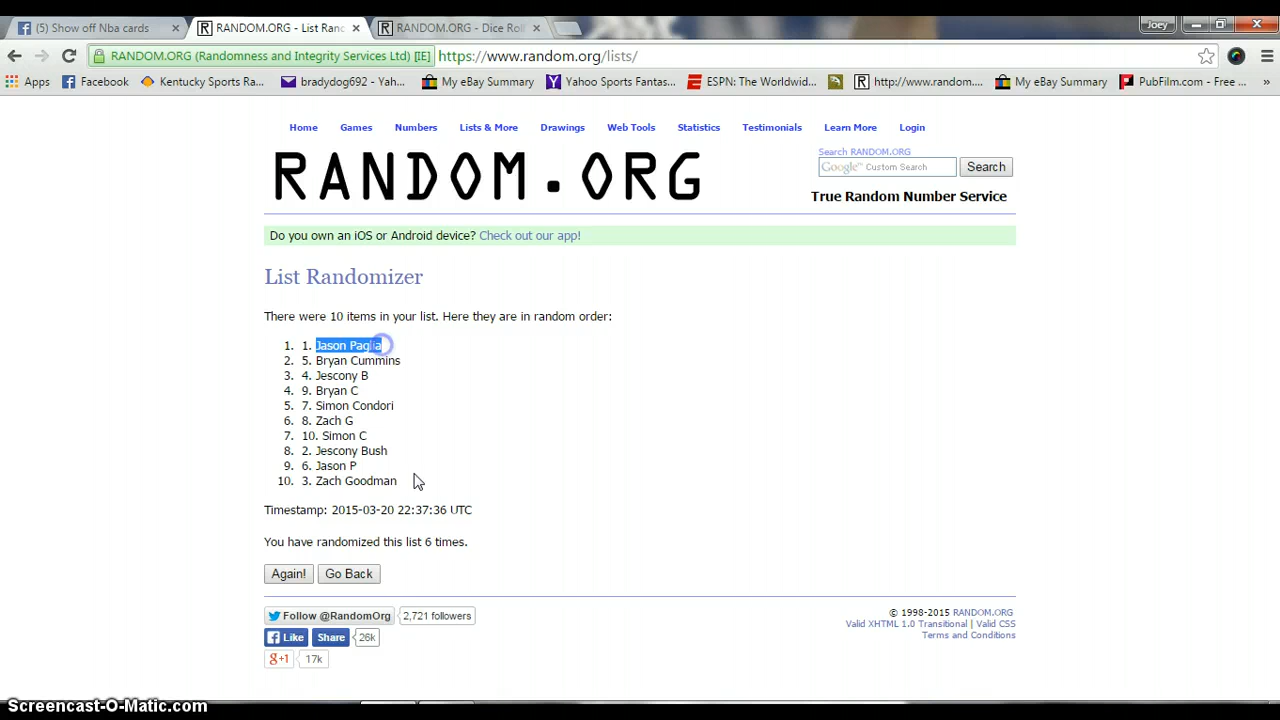 (5) Show off Nba cards
RANDOM.ORG - List Ranc
RANDOM.ORG - Dice Roll
Joey
RANDOM.ORG (Randomness and Integrity Services Ltd) [IE]
https://www.random.org/lists/
Apps
Facebook
Kentucky Sports Ra...
bradydog692 - Yah...
My eBay Summary
Yahoo Sports Fantas...
ESPN: The Worldwid...
http://www.random....
My eBay Summary
PubFilm.com - Free ...
Home Games Numbers Lists & More Drawings Web Tools Statistics Testimonials Learn More Login
RANDOM.ORG
Search RANDOM.ORG
Google™ Custom Search
Search
True Random Number Service
Do you own an iOS or Android device? Check out our app!
List Randomizer
There were 10 items in your list. Here they are in random order:
1. 1. Jason Paglia
2. 5. Bryan Cummins
3. 4. Jescony B
4. 9. Bryan C
5. 7. Simon Condori
6. 8. Zach G
7. 10. Simon C
8. 2. Jescony Bush
9. 6. Jason P
10. 3. Zach Goodman
Timestamp: 2015-03-20 22:37:36 UTC
You have randomized this list 6 times.
Again! Go Back
Follow @RandomOrg 2,721 followers
Like Share 26k
g+1 17k
© 1998-2015 RANDOM.ORG
Valid XHTML 1.0 Transitional | Valid CSS
Terms and Conditions
Screencast-O-Matic.com